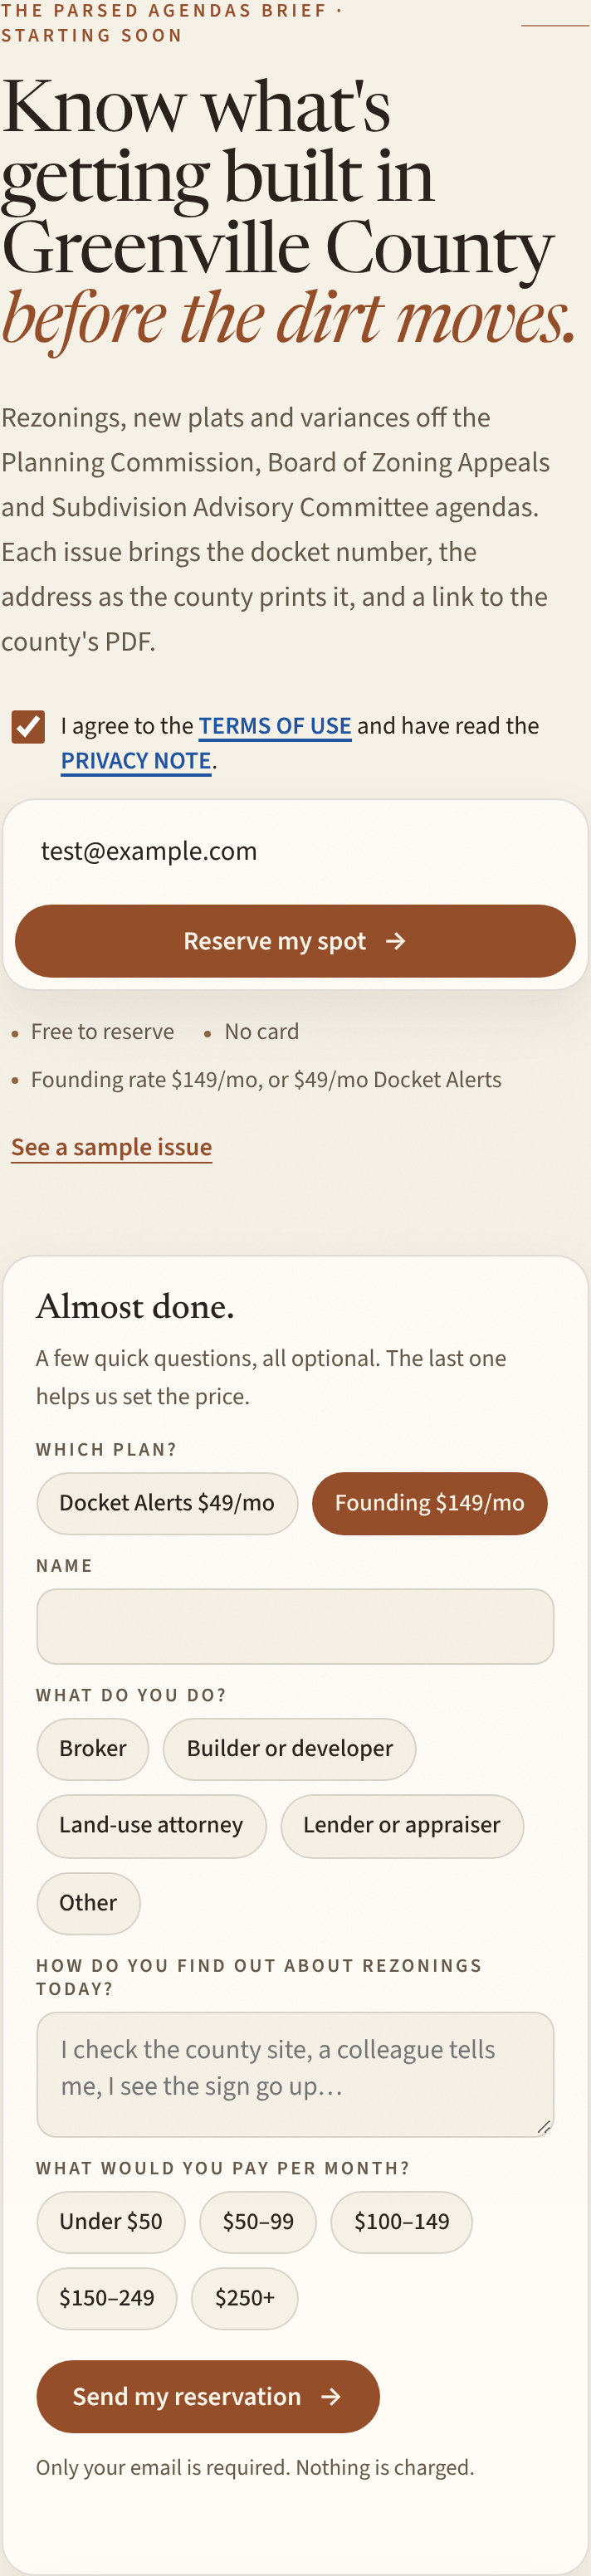 THE PARSED AGENDAS BRIEF ·
STARTING SOON
Know what's
getting built in
Greenville County
before the dirt moves.
Rezonings, new plats and variances off the
Planning Commission, Board of Zoning Appeals
and Subdivision Advisory Committee agendas.
Each issue brings the docket number, the
address as the county prints it, and a link to the
county's PDF.
I agree to the TERMS OF USE and have read the
PRIVACY NOTE.
test@example.com
Reserve my spot →
• Free to reserve • No card
• Founding rate $149/mo, or $49/mo Docket Alerts
See a sample issue
Almost done.
A few quick questions, all optional. The last one
helps us set the price.
WHICH PLAN?
Docket Alerts $49/mo Founding $149/mo
NAME
WHAT DO YOU DO?
Broker Builder or developer
Land-use attorney Lender or appraiser
Other
HOW DO YOU FIND OUT ABOUT REZONINGS
TODAY?
I check the county site, a colleague tells
me, I see the sign go up…
WHAT WOULD YOU PAY PER MONTH?
Under $50 $50–99 $100–149
$150–249 $250+
Send my reservation →
Only your email is required. Nothing is charged.